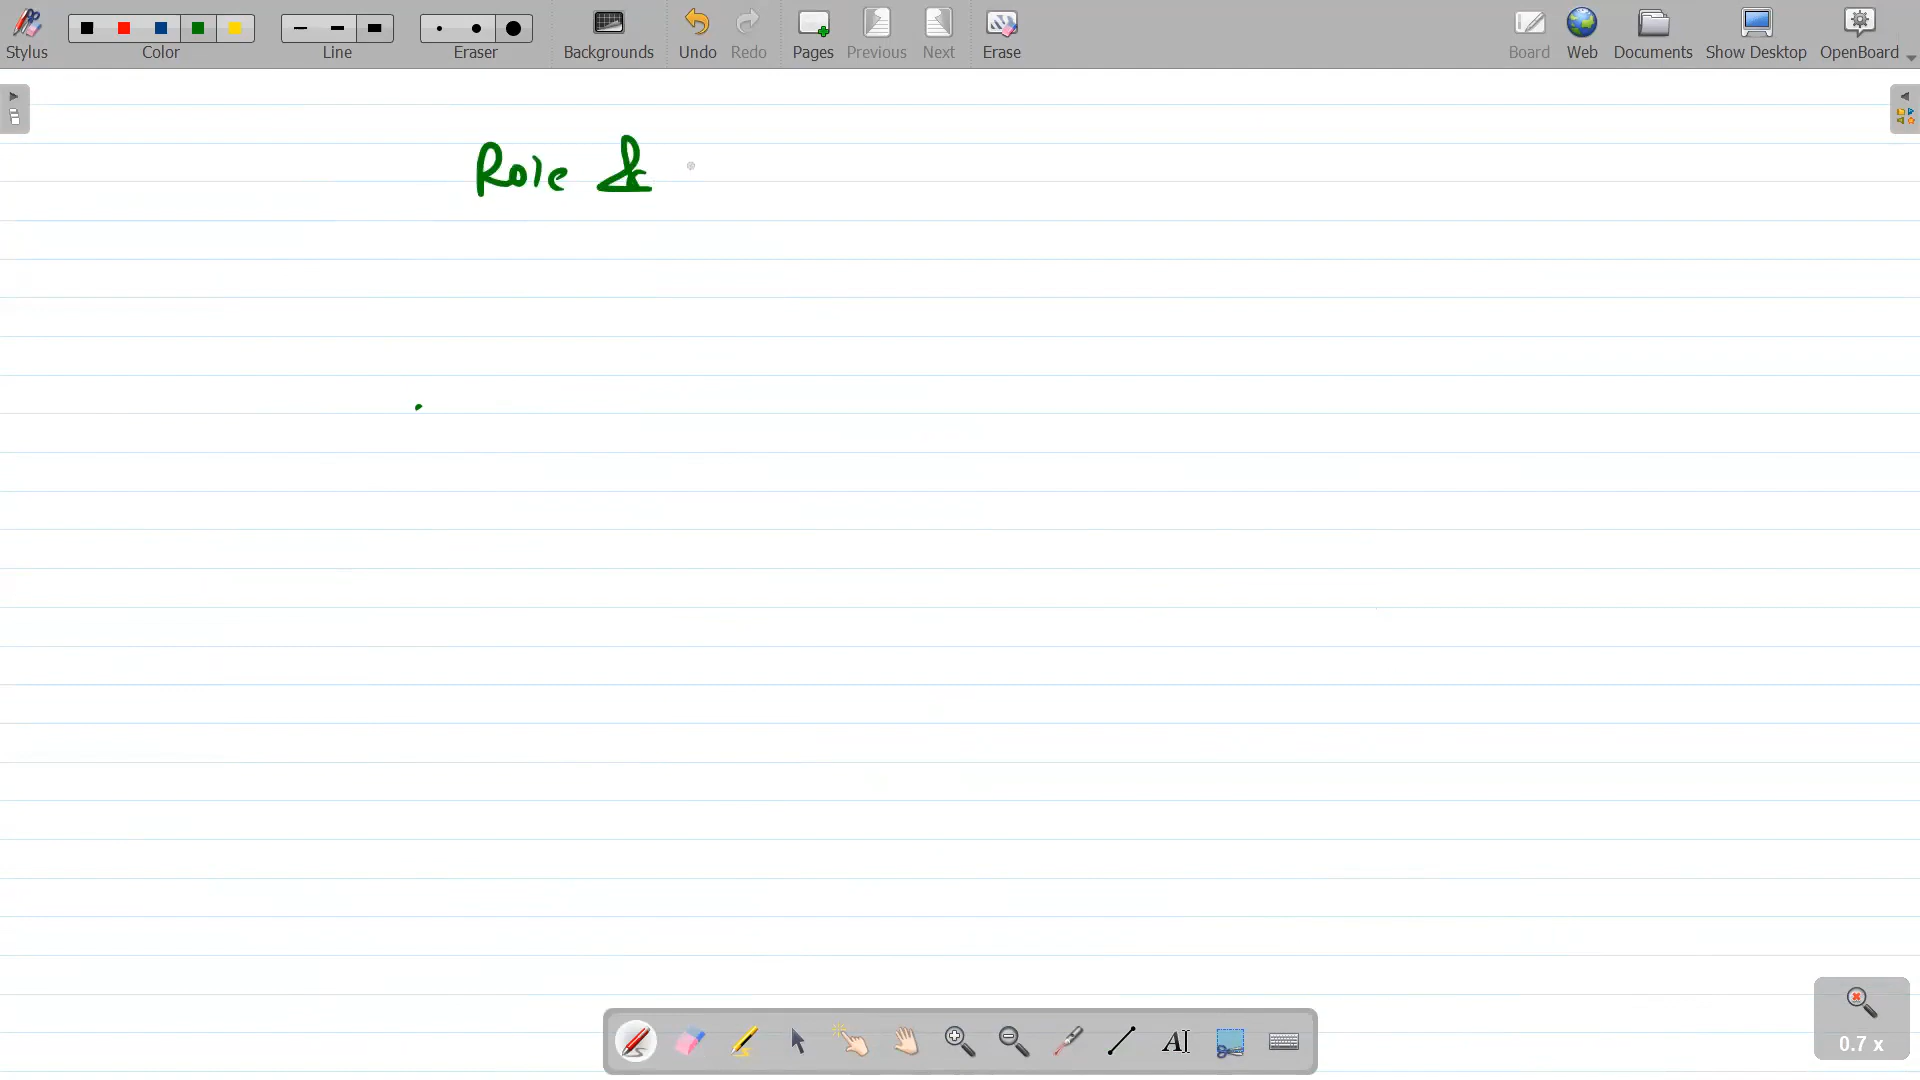 Stylus Color Line Eraser Backgrounds Undo Redo Pages Previous Next Erase Board Web Documents Show Desktop OpenBoard
Role &
AI
0.7 x